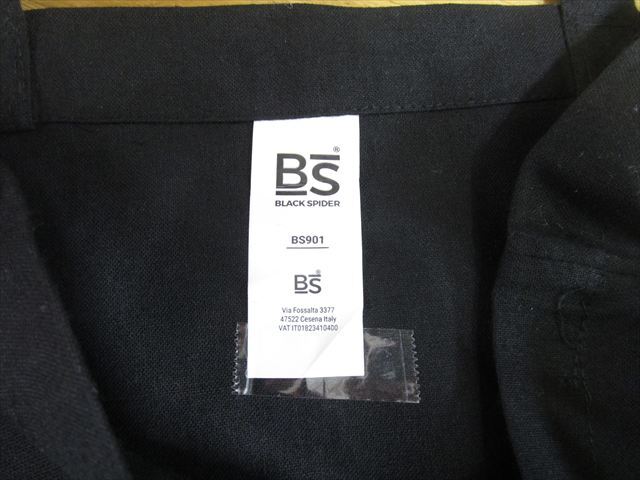 BS®
BLACK SPIDER
BS901
BS®
Via Fossalta 3377
47522 Cesena Italy
VAT IT01823410400